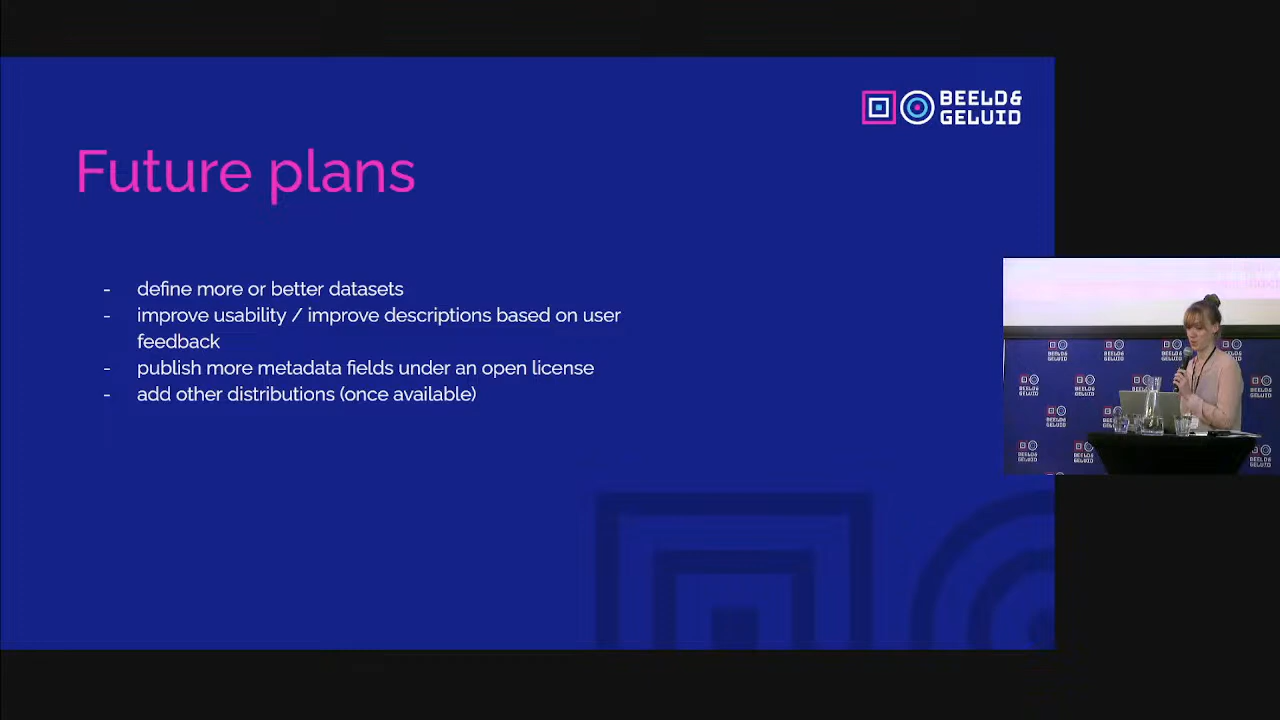 BEELD&
GELUID
Future plans
- define more or better datasets
- improve usability / improve descriptions based on user
feedback
- publish more metadata fields under an open license
- add other distributions (once available)